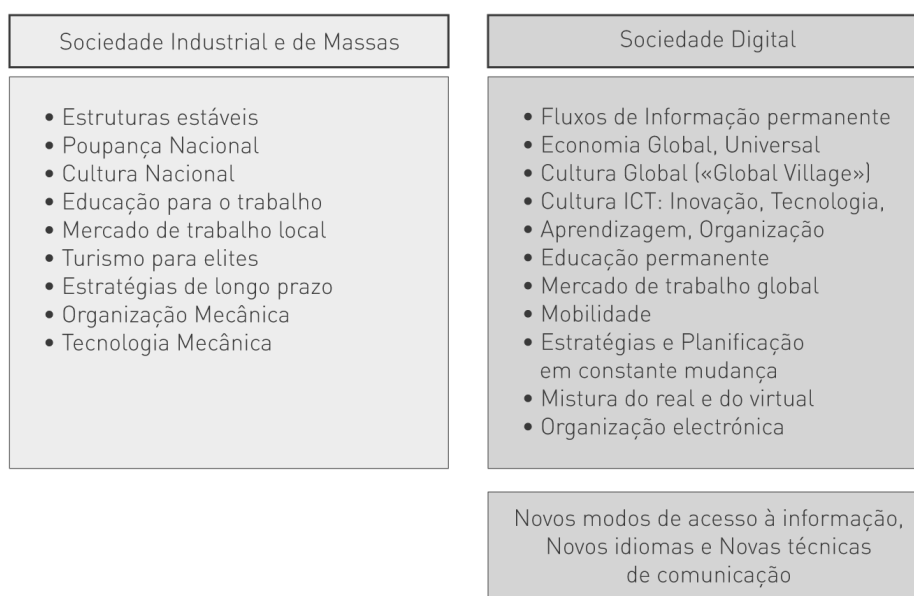 Sociedade Industrial e de Massas
• Estruturas estáveis
• Poupança Nacional
• Cultura Nacional
• Educação para o trabalho
• Mercado de trabalho local
• Turismo para elites
• Estratégias de longo prazo
• Organização Mecânica
• Tecnologia Mecânica
Sociedade Digital
• Fluxos de Informação permanente
• Economia Global, Universal
• Cultura Global («Global Village»)
• Cultura ICT: Inovação, Tecnologia,
• Aprendizagem, Organização
• Educação permanente
• Mercado de trabalho global
• Mobilidade
• Estratégias e Planificação
em constante mudança
• Mistura do real e do virtual
• Organização electrónica
Novos modos de acesso à informação,
Novos idiomas e Novas técnicas
de comunicação